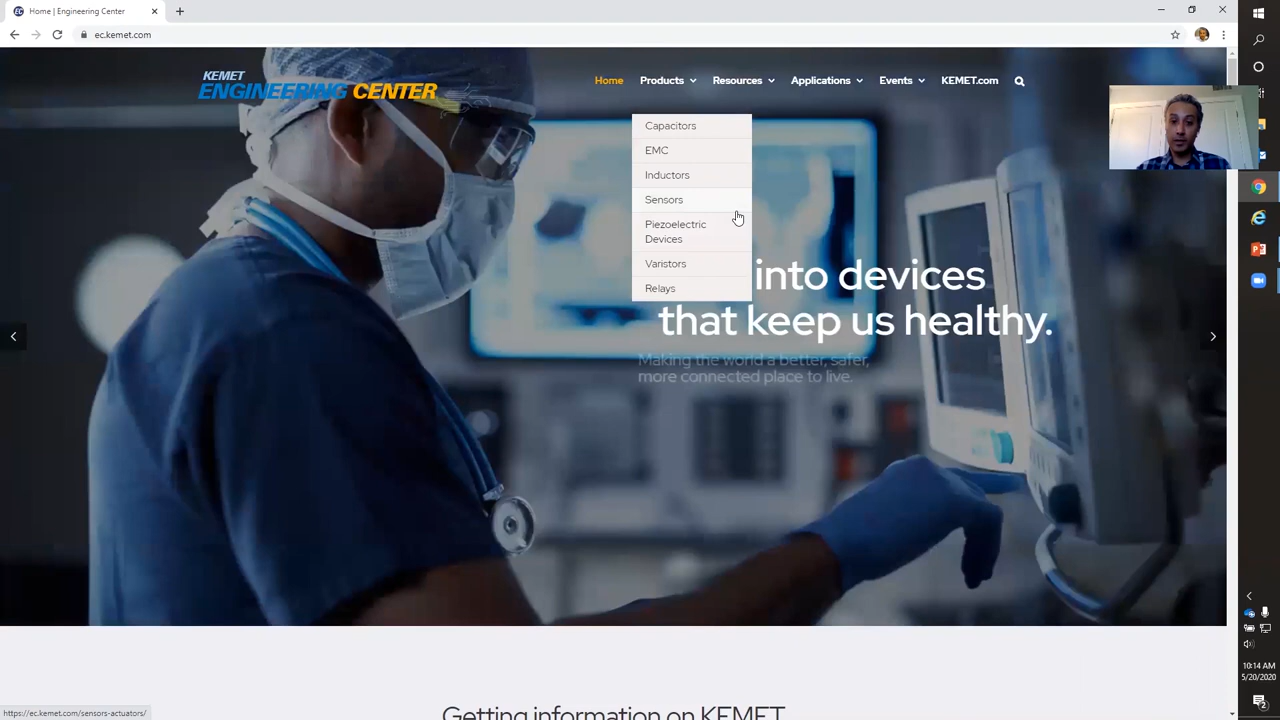 Home | Engineering Center
ec.kemet.com
KEMET
ENGINEERING CENTER
Home Products Resources Applications Events KEMET.com
Capacitors
EMC
Inductors
Sensors
Piezoelectric
Devices
Varistors
Relays
into devices
that keep us healthy.
Making the world a better, safer,
more connected place to live.
Getting information on KEMET
https://ec.kemet.com/sensors-actuators/
10:14 AM
5/20/2020